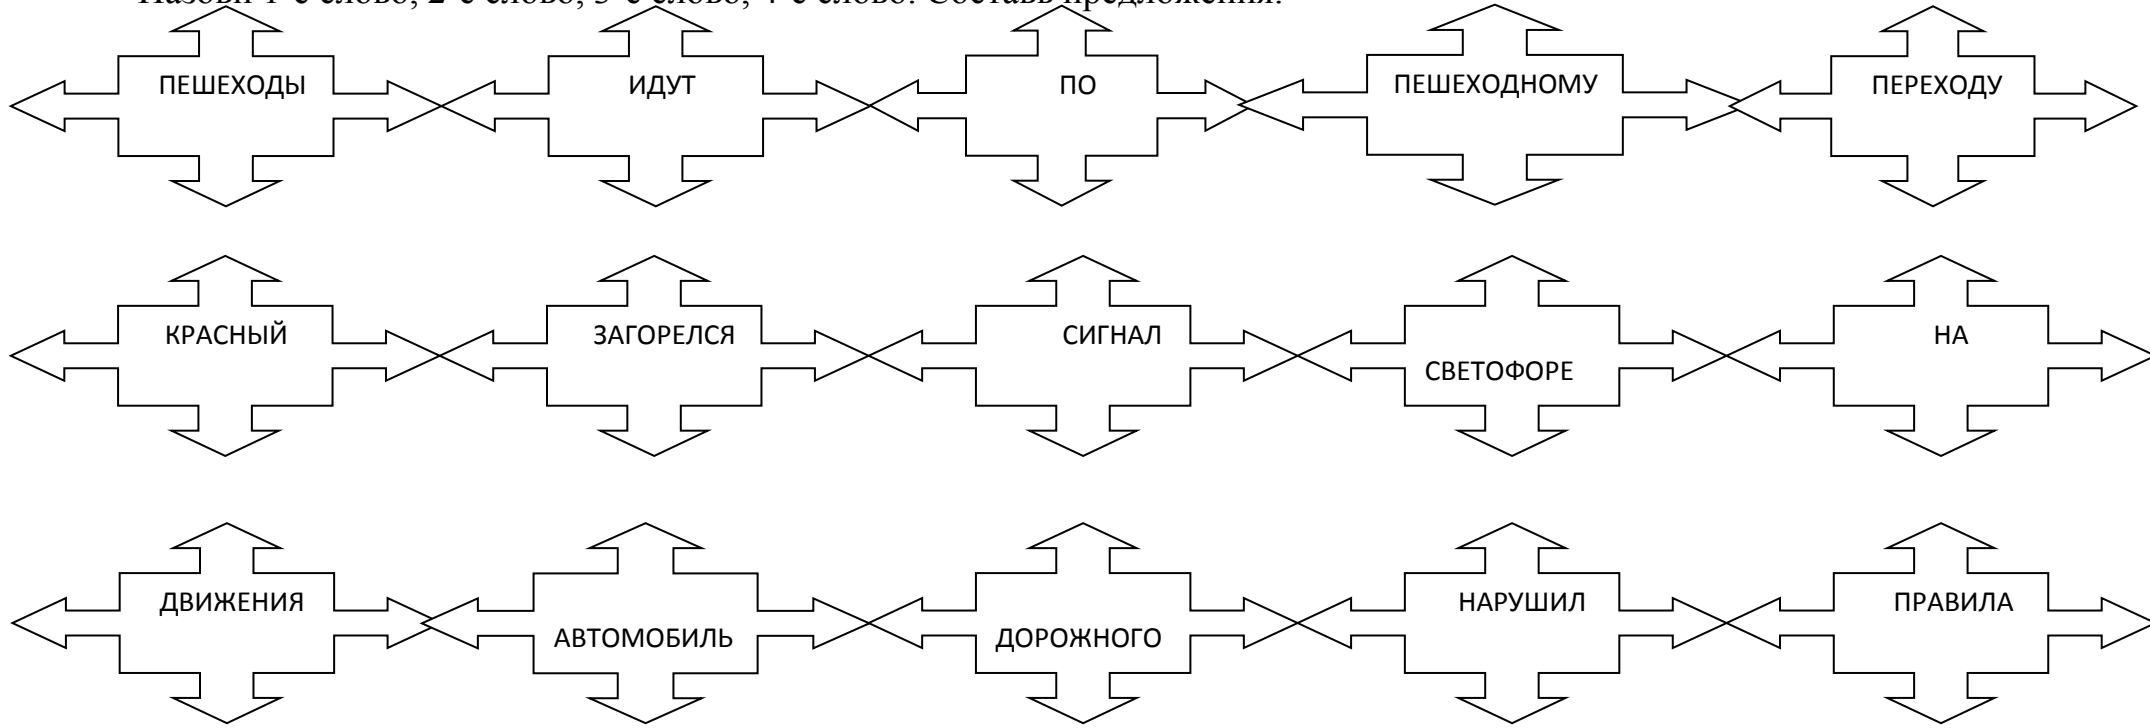 Назови 1-е слово, 2-е слово, 3-е слово, 4-е слово. Составь предложения.
ПЕШЕХОДЫ ИДУТ ПО ПЕШЕХОДНОМУ ПЕРЕХОДУ
КРАСНЫЙ ЗАГОРЕЛСЯ СИГНАЛ СВЕТОФОРЕ НА
ДВИЖЕНИЯ АВТОМОБИЛЬ ДОРОЖНОГО НАРУШИЛ ПРАВИЛА